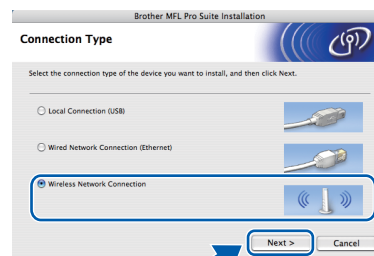 Brother MFL Pro Suite Installation
Connection Type
Select the connection type of the device you want to install, and then click Next.
Local Connection (USB)
Wired Network Connection (Ethernet)
Wireless Network Connection
Next >
Cancel